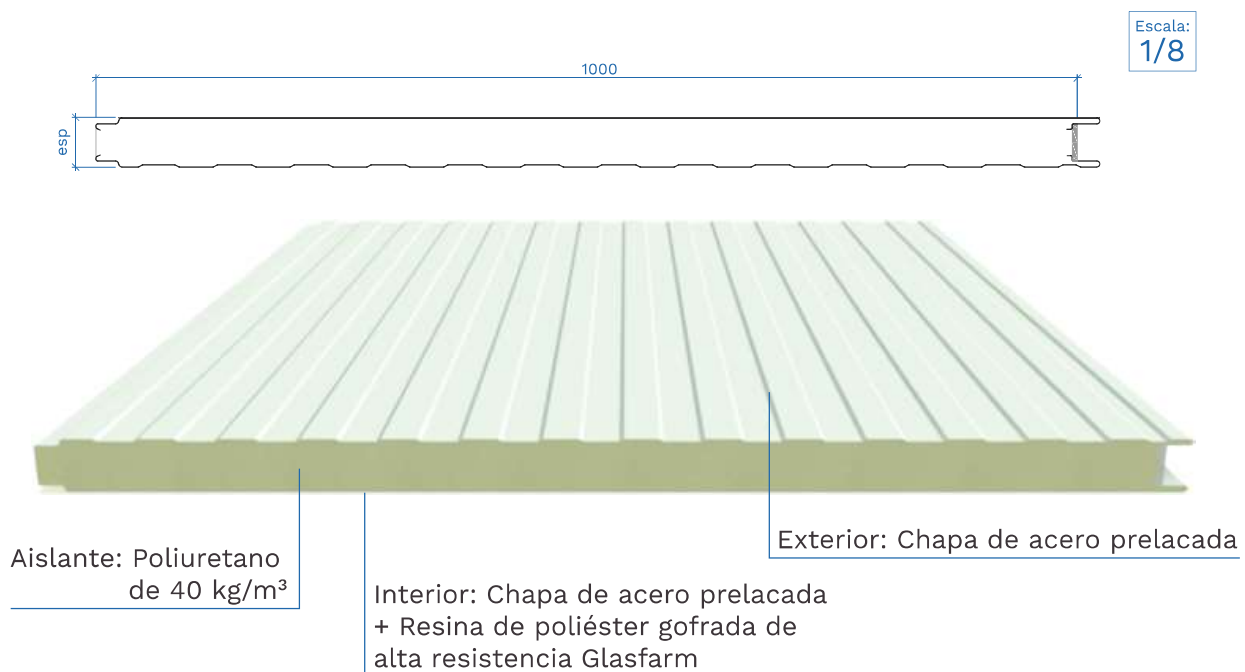 Escala:
1/8
1000
esp
Exterior: Chapa de acero prelacada
Aislante: Poliuretano
de 40 kg/m³
Interior: Chapa de acero prelacada
+ Resina de poliéster gofrada de
alta resistencia Glasfarm